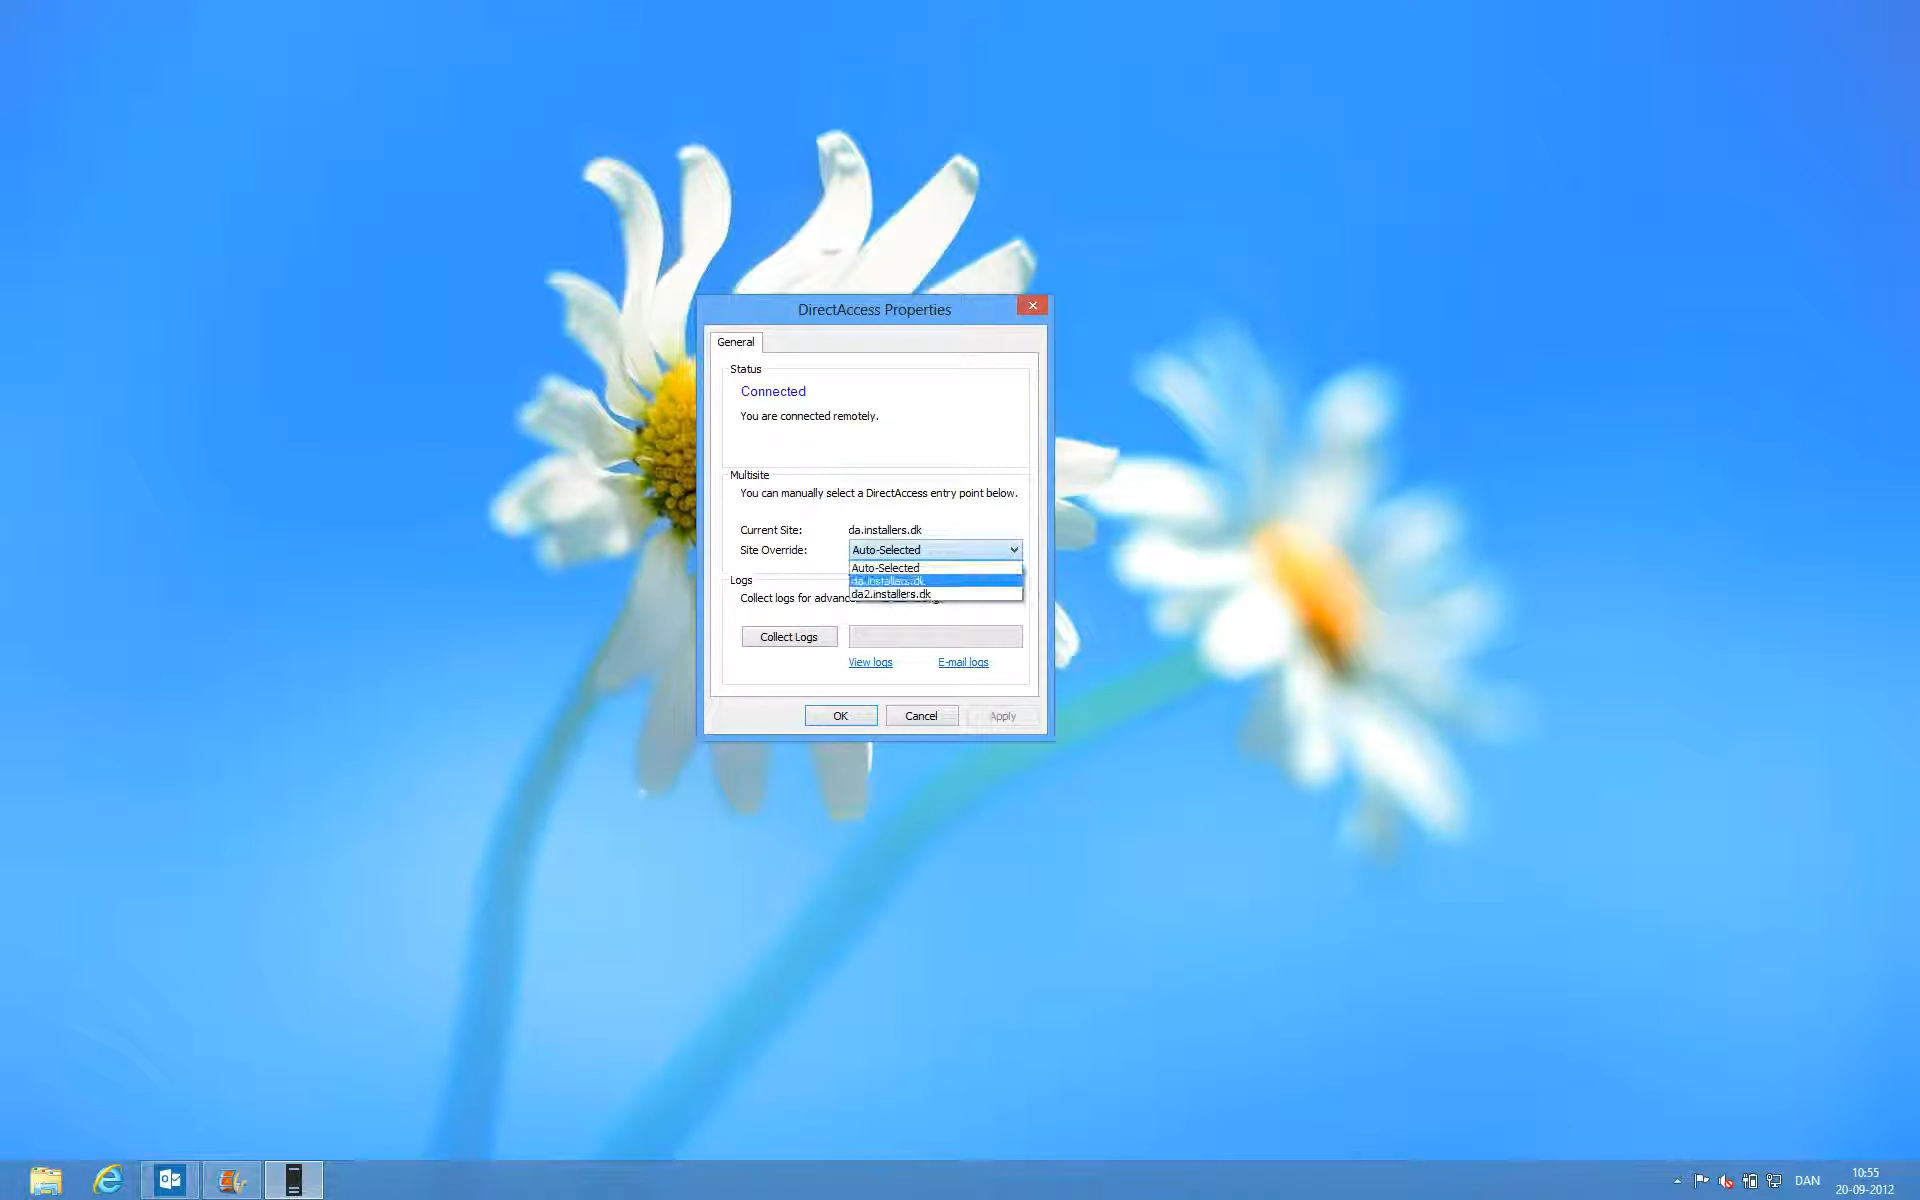 DirectAccess Properties
General
Status
Connected
You are connected remotely.
Multisite
You can manually select a DirectAccess entry point below.
Current Site: da.installers.dk
Site Override: Auto-Selected
Auto-Selected
da.installers.dk
da2.installers.dk
Logs
Collect logs for advanc
Collect Logs
View logs E-mail logs
OK Cancel Apply
DAN
10:55
20-09-2012